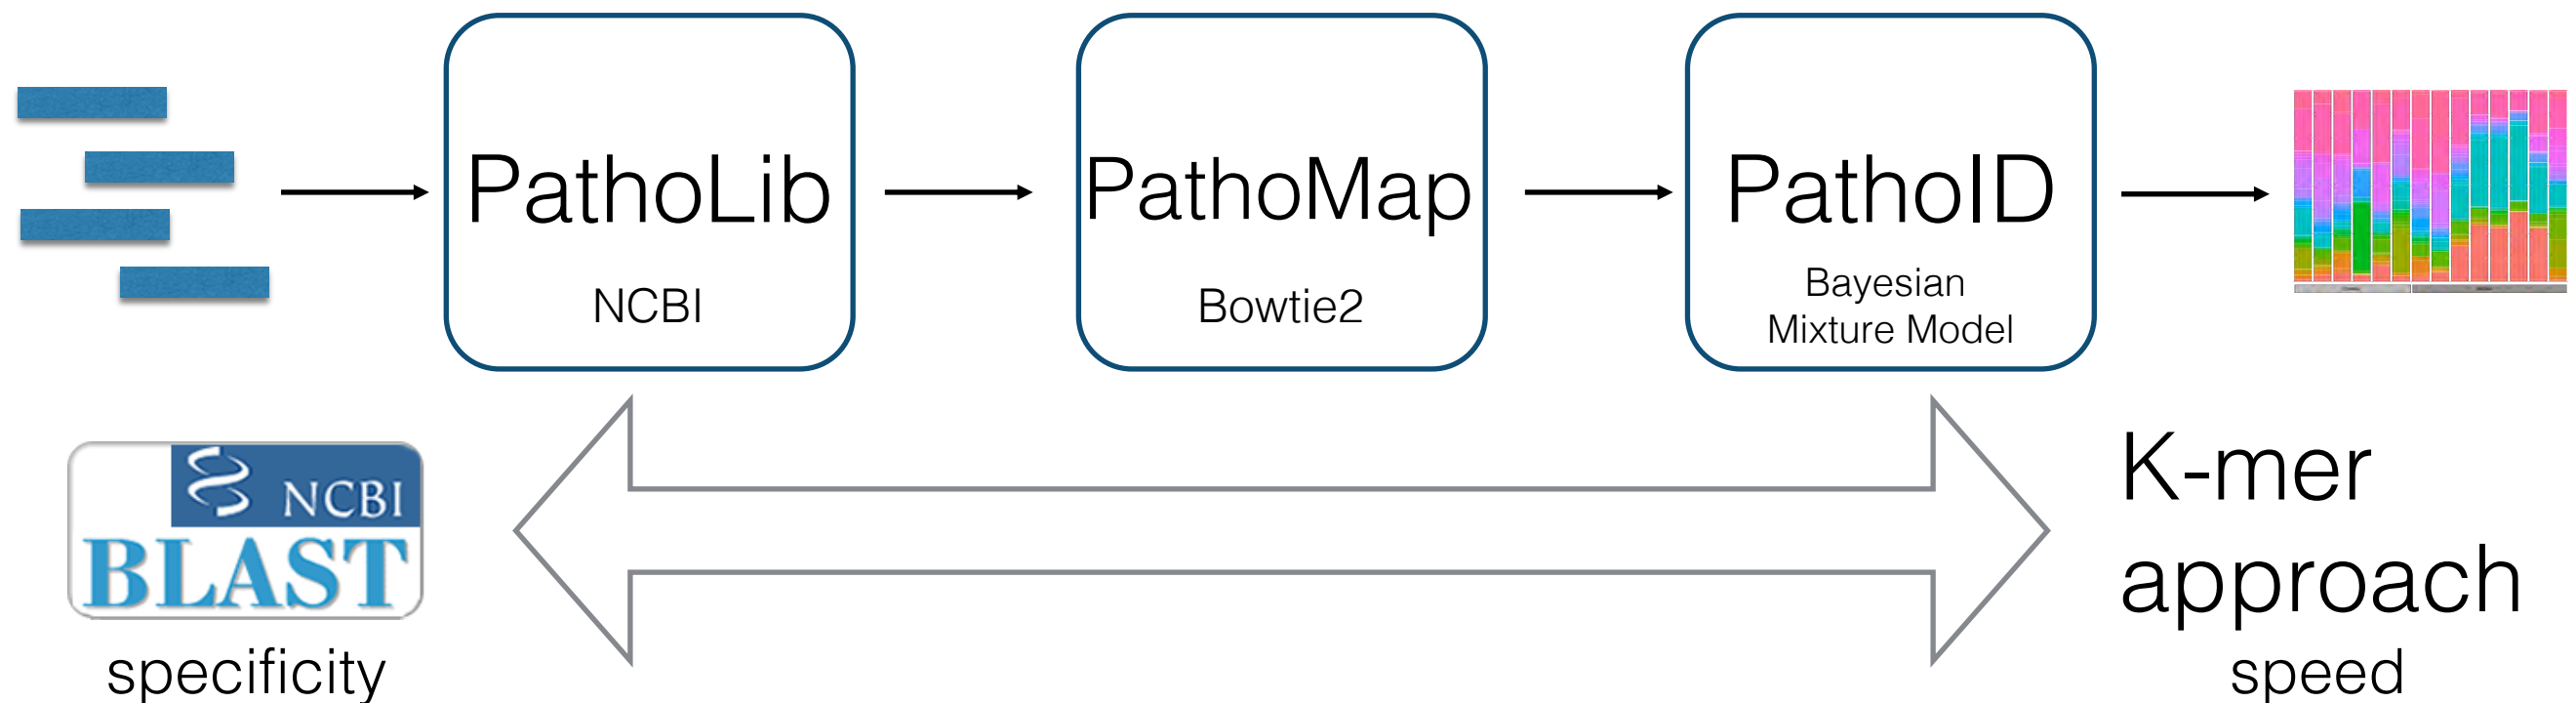 PathoLib
NCBI
PathoMap
Bowtie2
PathoID
Bayesian
Mixture Model
NCBI
BLAST
specificity
K-mer
approach
speed